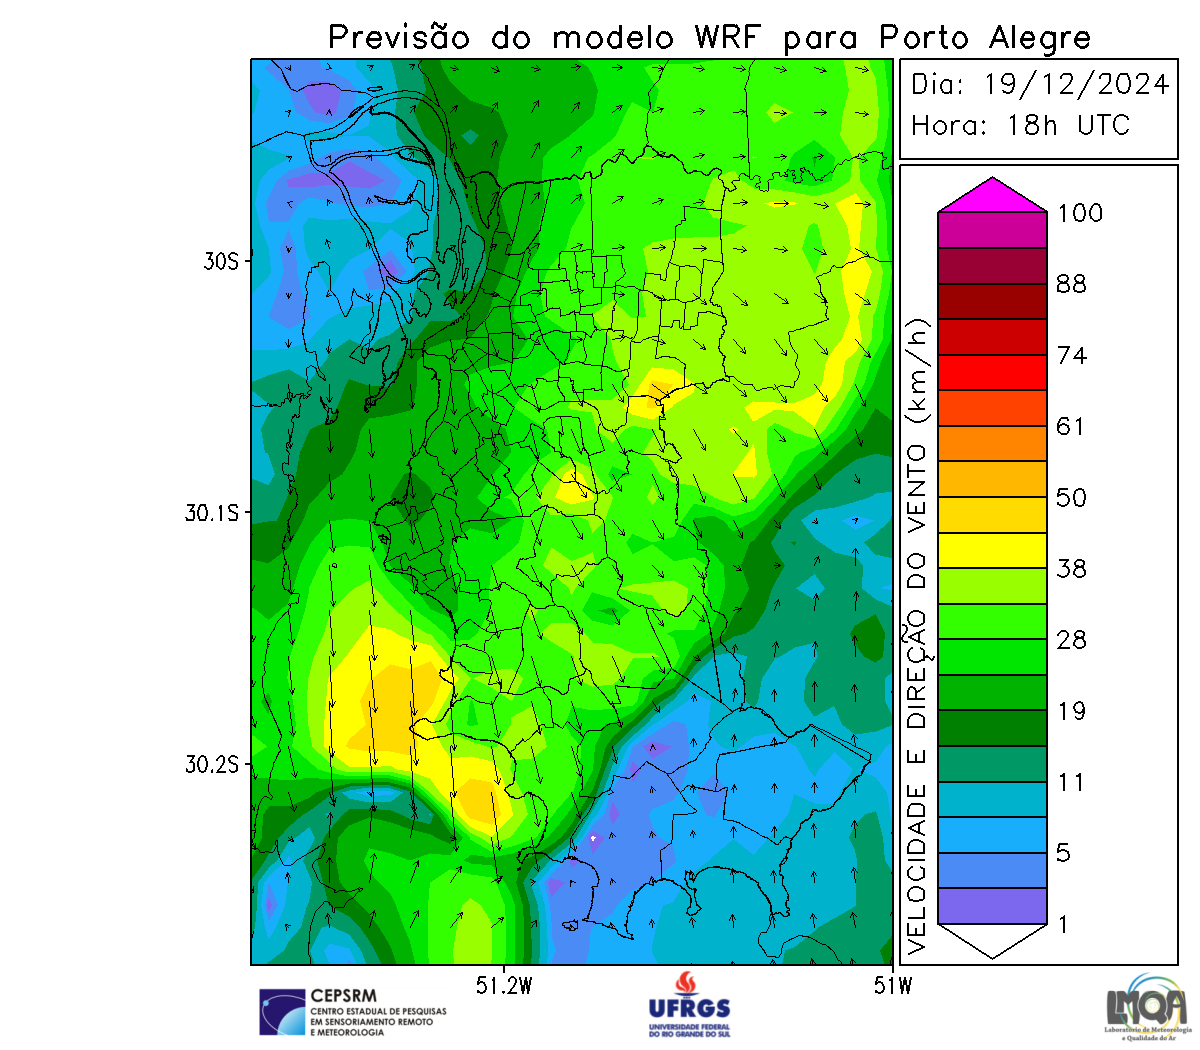 Previsão do modelo WRF para Porto Alegre
Dia: 19/12/2024
Hora: 18h UTC
30S
30.1S
30.2S
51.2W
51W
VELOCIDADE E DIREÇÃO DO VENTO (km/h)
100
88
74
61
50
38
28
19
11
5
1
CEPSRM
CENTRO ESTADUAL DE PESQUISAS
EM SENSORIAMENTO REMOTO
E METEOROLOGIA
UFRGS
UNIVERSIDADE FEDERAL
DO RIO GRANDE DO SUL
LMQA
Laboratório de Meteorologia
e Qualidade do Ar